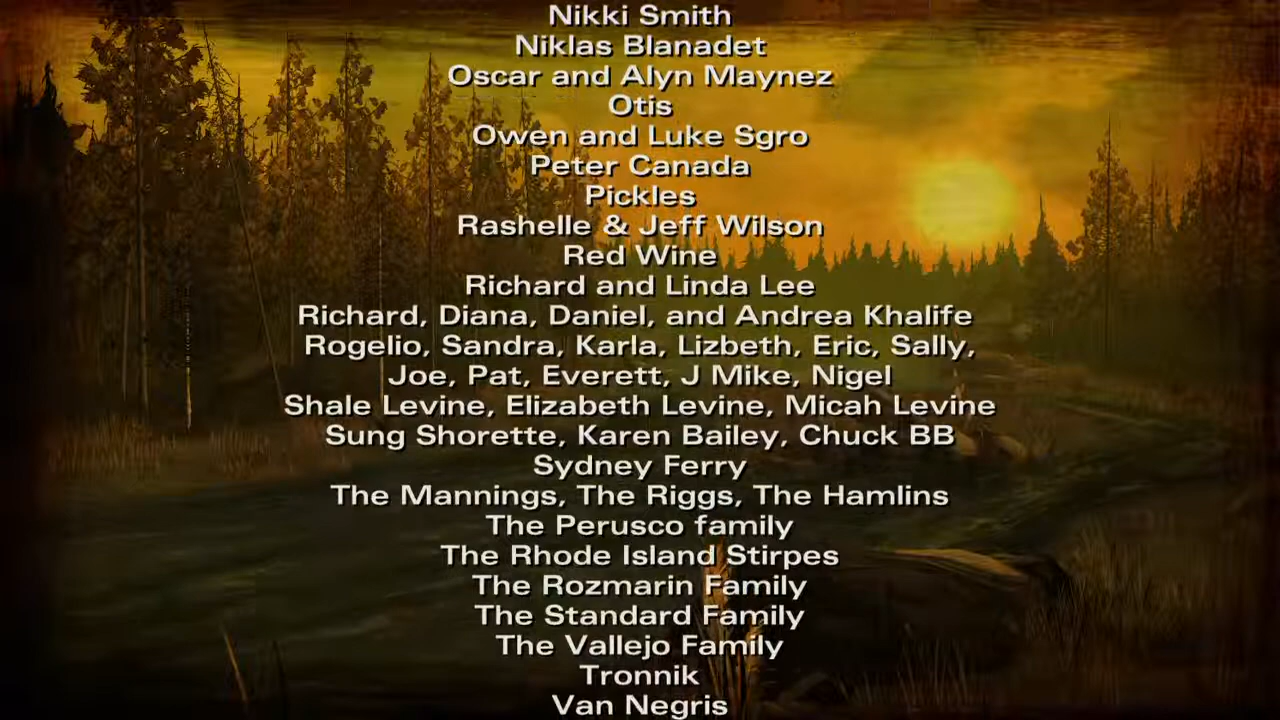 Nikki Smith
Niklas Blanadet
Oscar and Alyn Maynez
Otis
Owen and Luke Sgro
Peter Canada
Pickles
Rashelle & Jeff Wilson
Red Wine
Richard and Linda Lee
Richard, Diana, Daniel, and Andrea Khalife
Rogelio, Sandra, Karla, Lizbeth, Eric, Sally,
Joe, Pat, Everett, J Mike, Nigel
Shale Levine, Elizabeth Levine, Micah Levine
Sung Shorette, Karen Bailey, Chuck BB
Sydney Ferry
The Mannings, The Riggs, The Hamlins
The Perusco family
The Rhode Island Stirpes
The Rozmarin Family
The Standard Family
The Vallejo Family
Tronnik
Van Negris